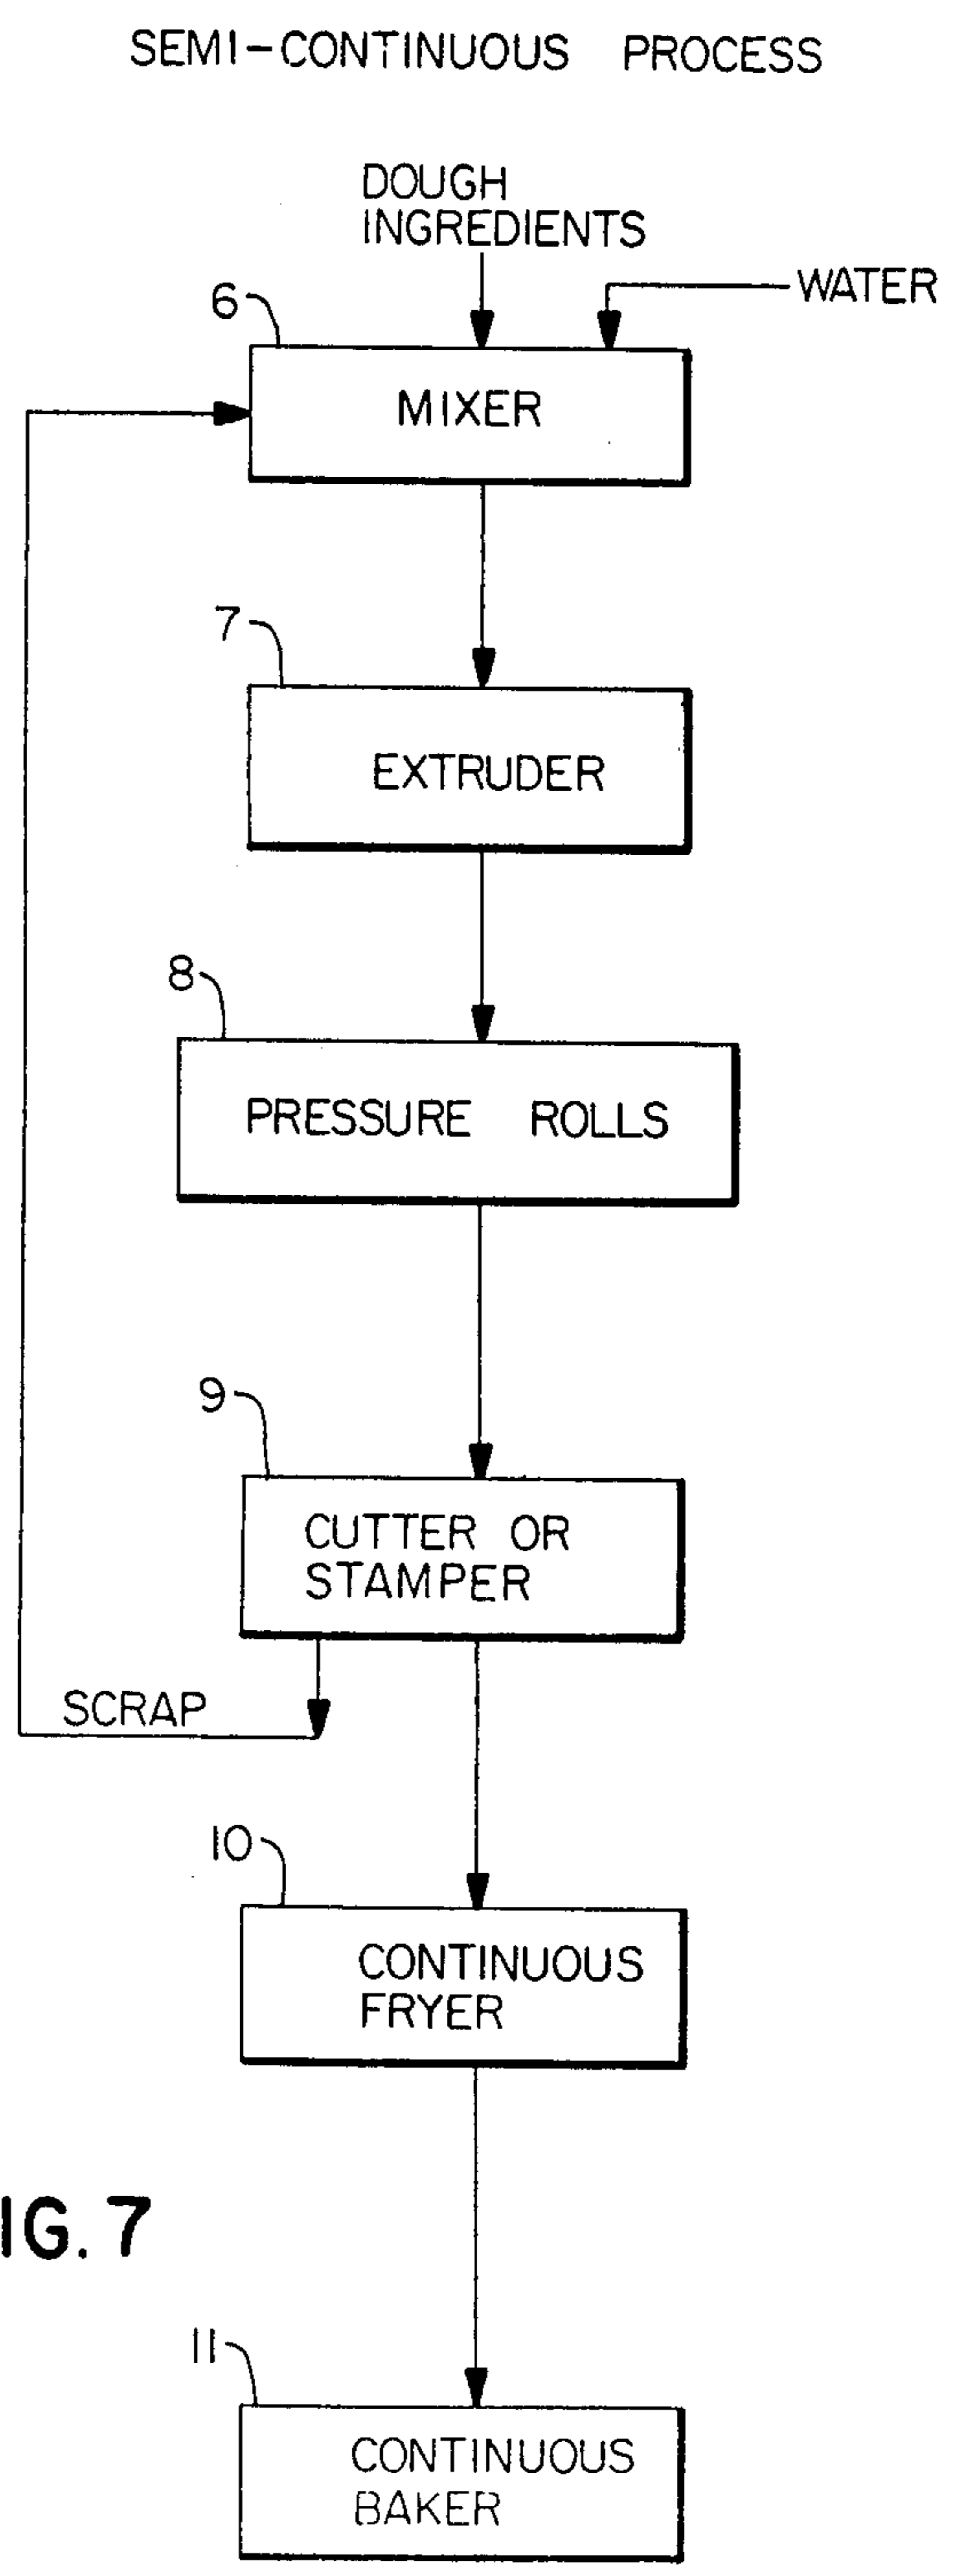 SEMI-CONTINUOUS PROCESS
DOUGH
INGREDIENTS
WATER
6
MIXER
7
EXTRUDER
8
PRESSURE ROLLS
9
CUTTER OR
STAMPER
SCRAP
10
CONTINUOUS
FRYER
IG. 7
11
CONTINUOUS
BAKER